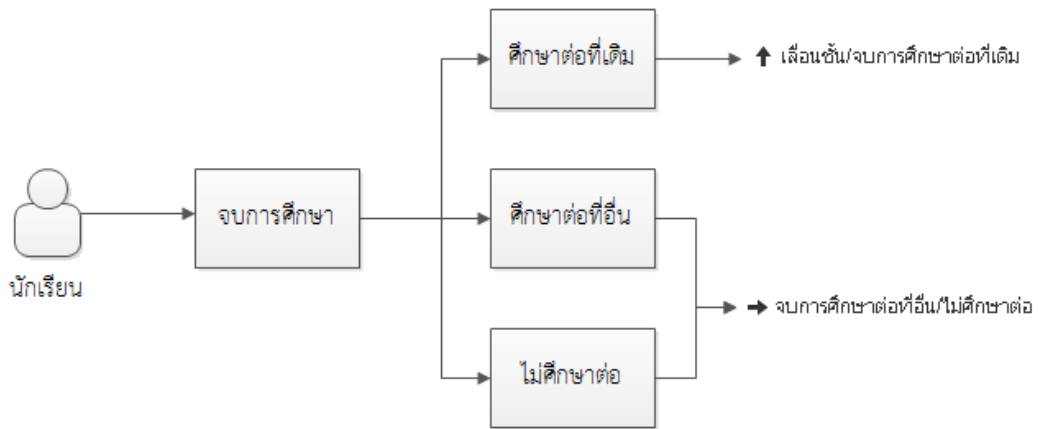 ศึกษาต่อที่เดิม
เลื่อนชั้น/จบการศึกษาต่อที่เดิม
จบการศึกษา
ศึกษาต่อที่อื่น
นักเรียน
จบการศึกษาต่อที่อื่น/ไม่ศึกษาต่อ
ไม่ศึกษาต่อ